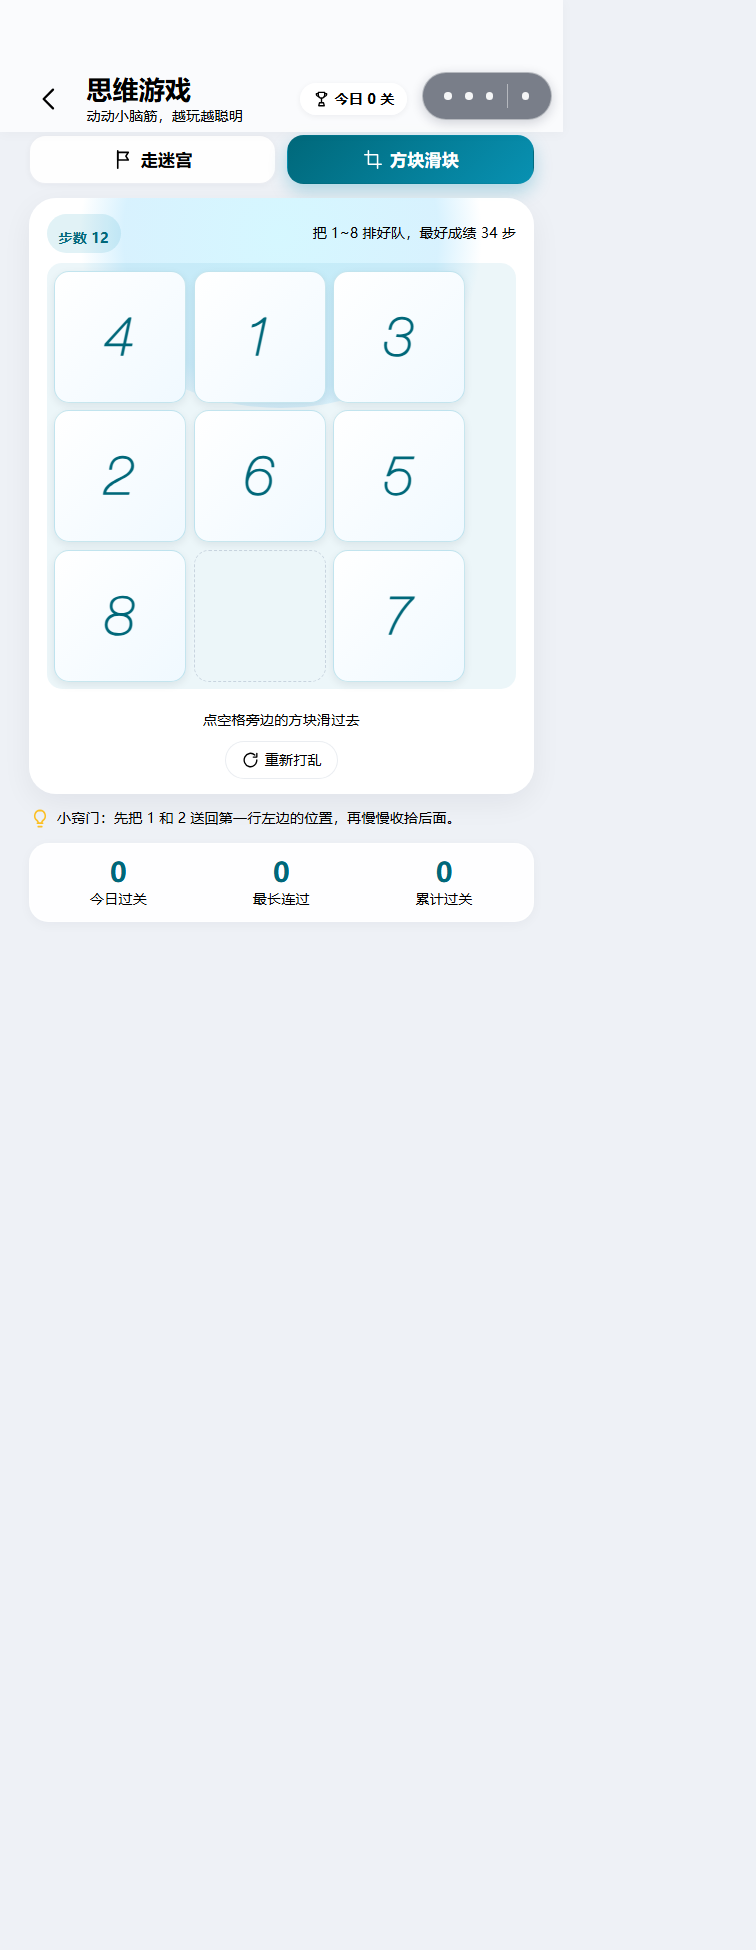 思维游戏
动动小脑筋，越玩越聪明
今日 0 关
走迷宫
方块滑块
步数 12
把 1~8 排好队，最好成绩 34 步
4 1 3
2 6 5
8 7
点空格旁边的方块滑过去
重新打乱
小窍门：先把 1 和 2 送回第一行左边的位置，再慢慢收拾后面。
0 0 0
今日过关 最长连过 累计过关